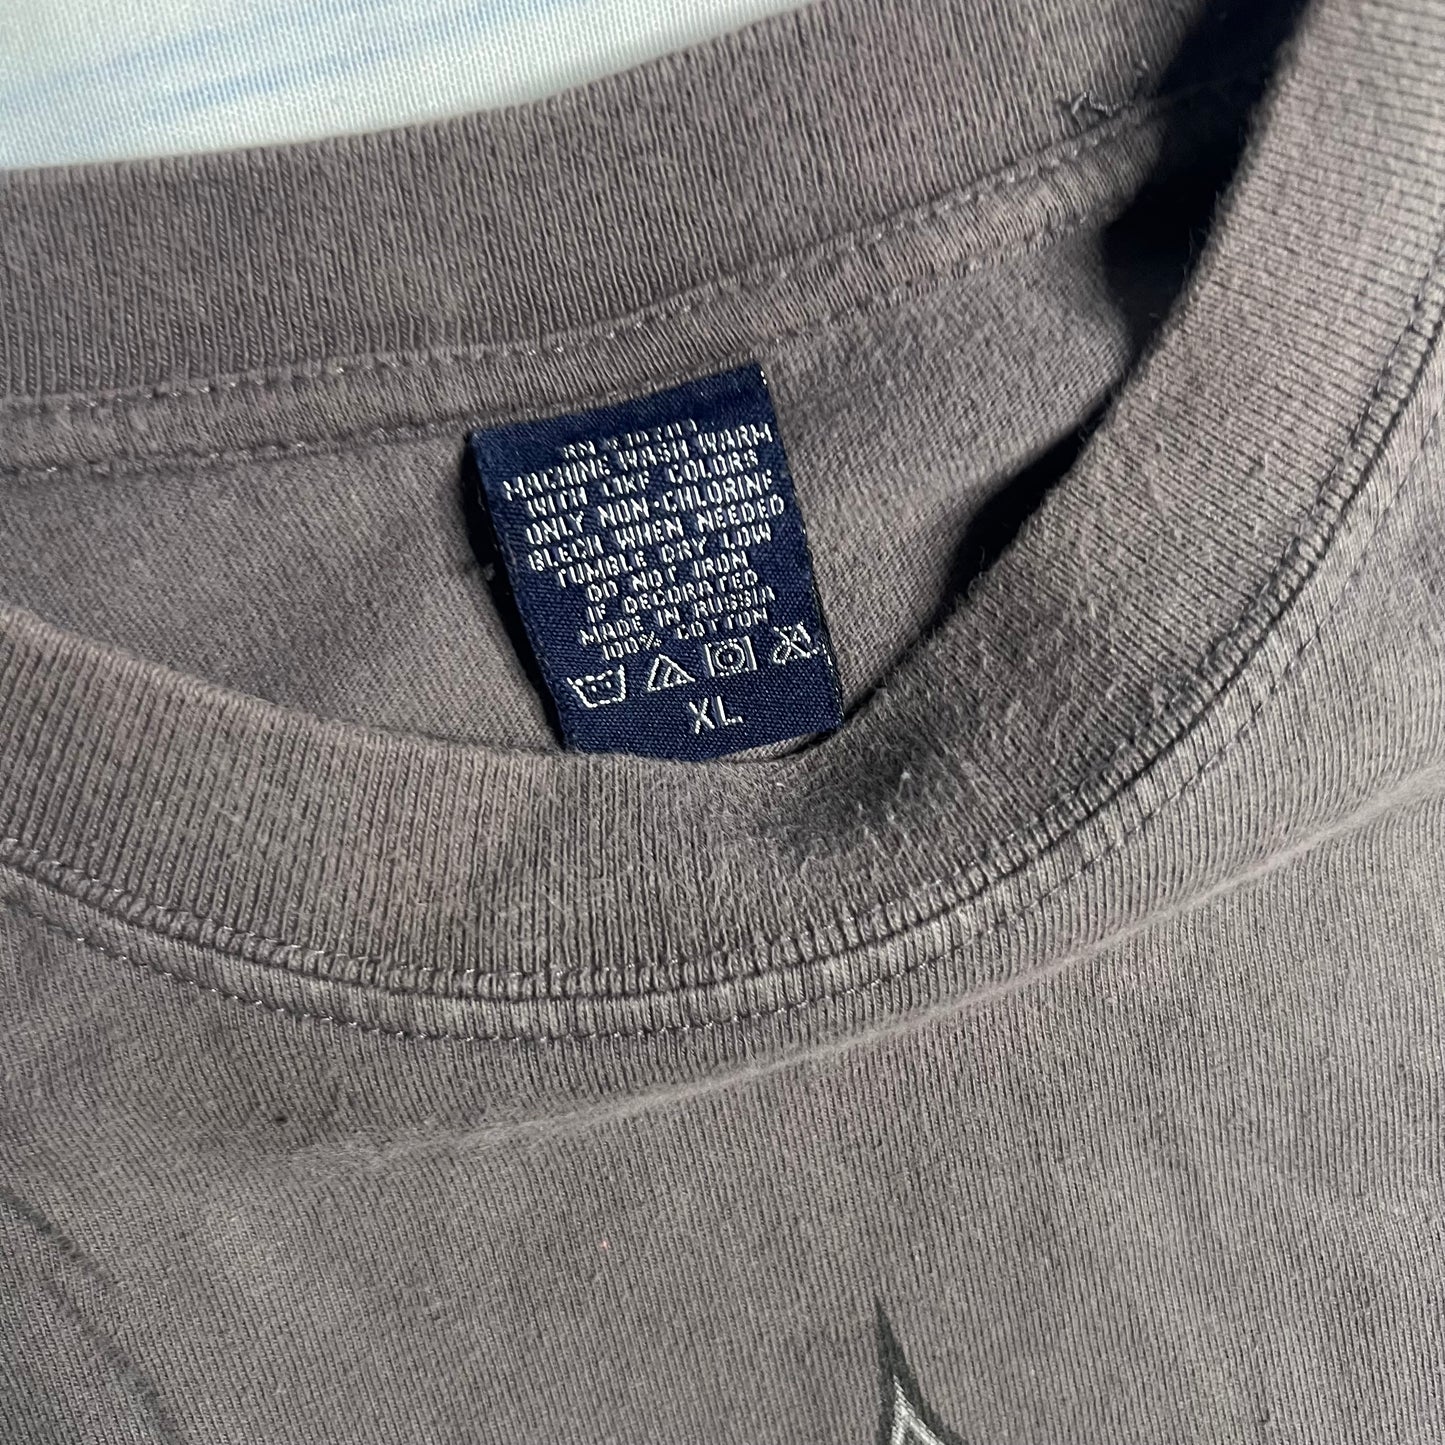 MACHINE WASH WARM
WITH LIKE COLORS
ONLY NON-CHLORINE
BLECH WHEN NEEDED
TUMBLE DRY LOW
DO NOT IRON
IF DECORATED
MADE IN RUSSIA
100% COTTON
XL